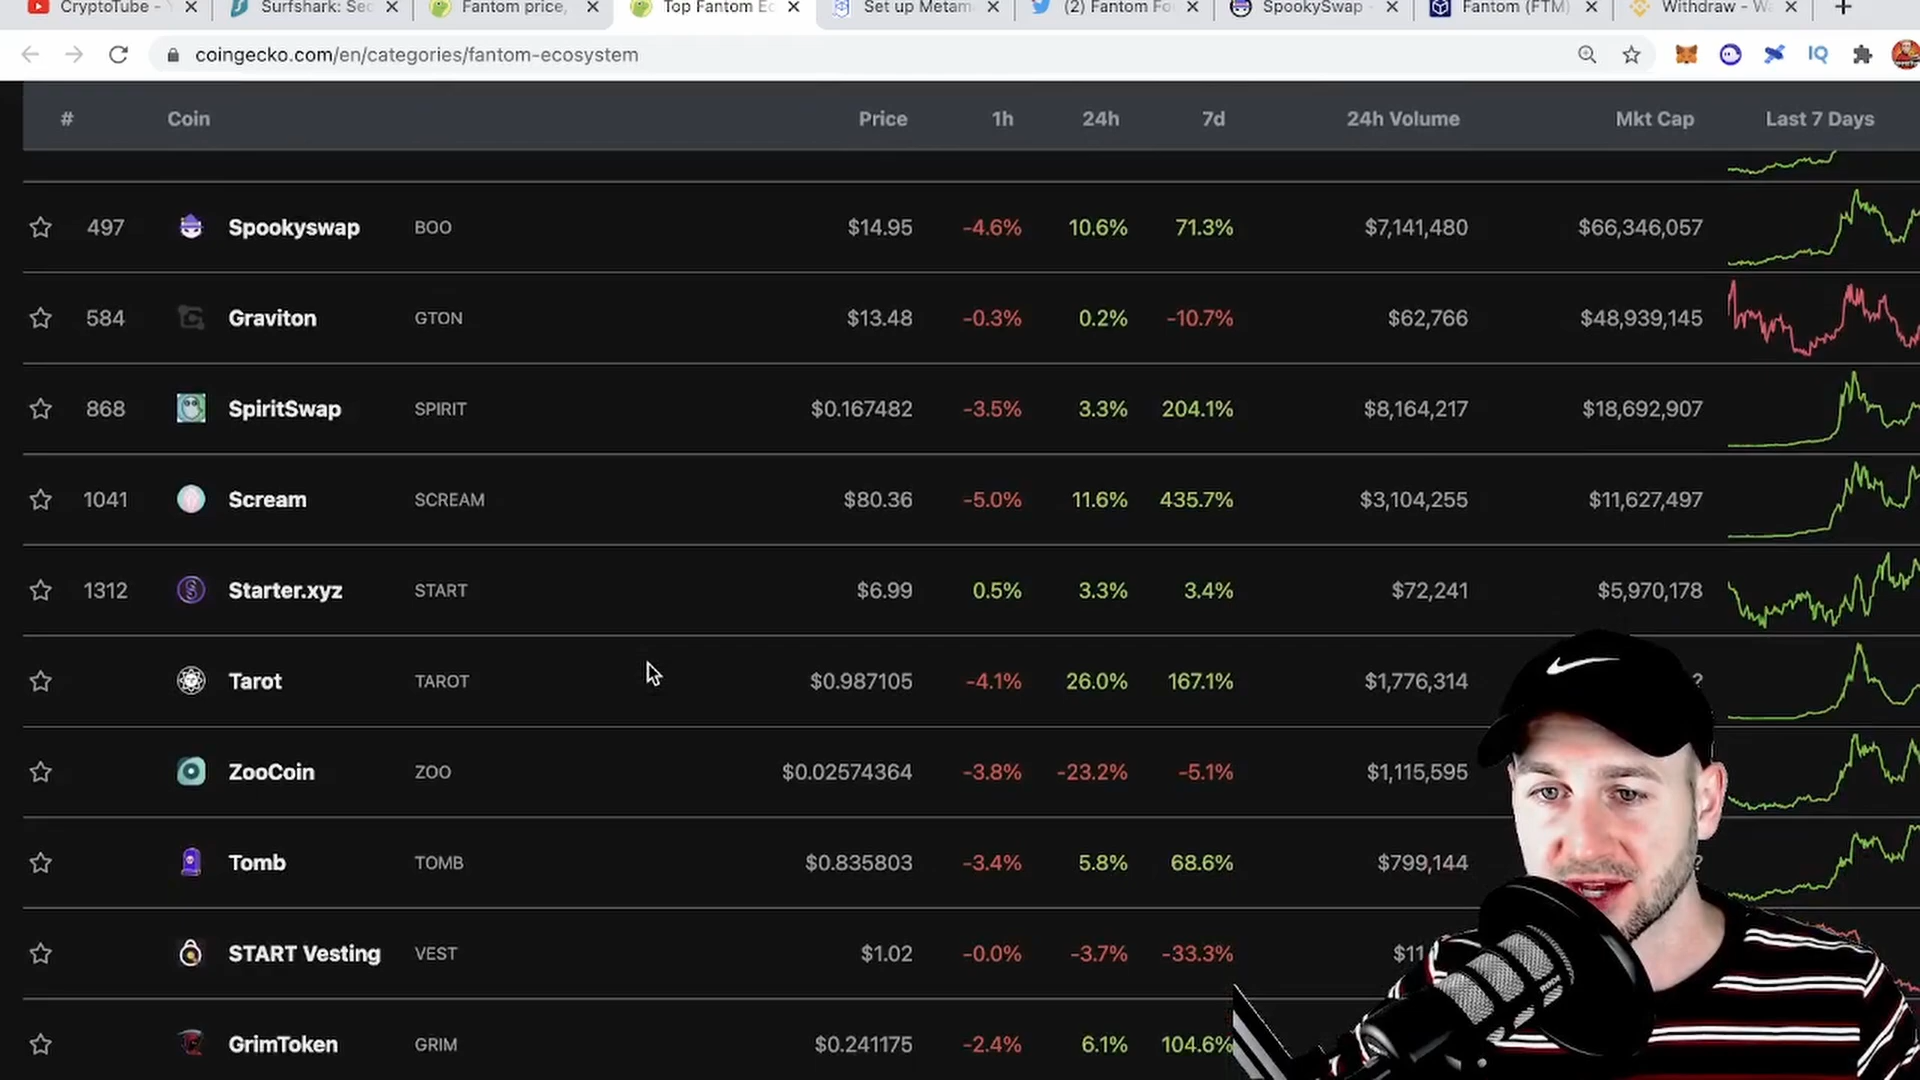 CryptoTube -
Surfshark: Sec
Fantom price,
Top Fantom Ec
Set up Metam
(2) Fantom Fo
SpookySwap -
Fantom (FTM)
Withdraw - Wa
coingecko.com/en/categories/fantom-ecosystem
IQ
# Coin Price 1h 24h 7d 24h Volume Mkt Cap Last 7 Days
497 Spookyswap BOO $14.95 -4.6% 10.6% 71.3% $7,141,480 $66,346,057
584 Graviton GTON $13.48 -0.3% 0.2% -10.7% $62,766 $48,939,145
868 SpiritSwap SPIRIT $0.167482 -3.5% 3.3% 204.1% $8,164,217 $18,692,907
1041 Scream SCREAM $80.36 -5.0% 11.6% 435.7% $3,104,255 $11,627,497
1312 Starter.xyz START $6.99 0.5% 3.3% 3.4% $72,241 $5,970,178
Tarot TAROT $0.987105 -4.1% 26.0% 167.1% $1,776,314 ?
ZooCoin ZOO $0.02574364 -3.8% -23.2% -5.1% $1,115,595
Tomb TOMB $0.835803 -3.4% 5.8% 68.6% $799,144 ?
START Vesting VEST $1.02 -0.0% -3.7% -33.3% $11
GrimToken GRIM $0.241175 -2.4% 6.1% 104.6%